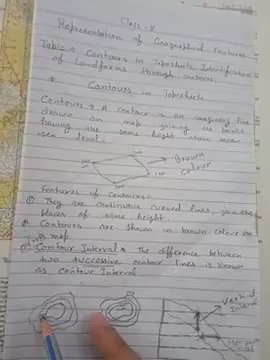 Class - 8
Representation of Geographical Features
Topic : Contours in Toposheets, Identification
of Landforms through contours.
* Contours in Toposheets.
Contours : A contour is an imaginary line
drawn on map joining the points
having the same height above mean
sea level.
Brown
Colour
Features of Contours:-
① They are continuous curved lines, join the
places of same height.
Contours are shown in brown colour on
map.
Contour Interval : The difference between
two successive contour lines is known
as contour Interval
Vertical
Interval